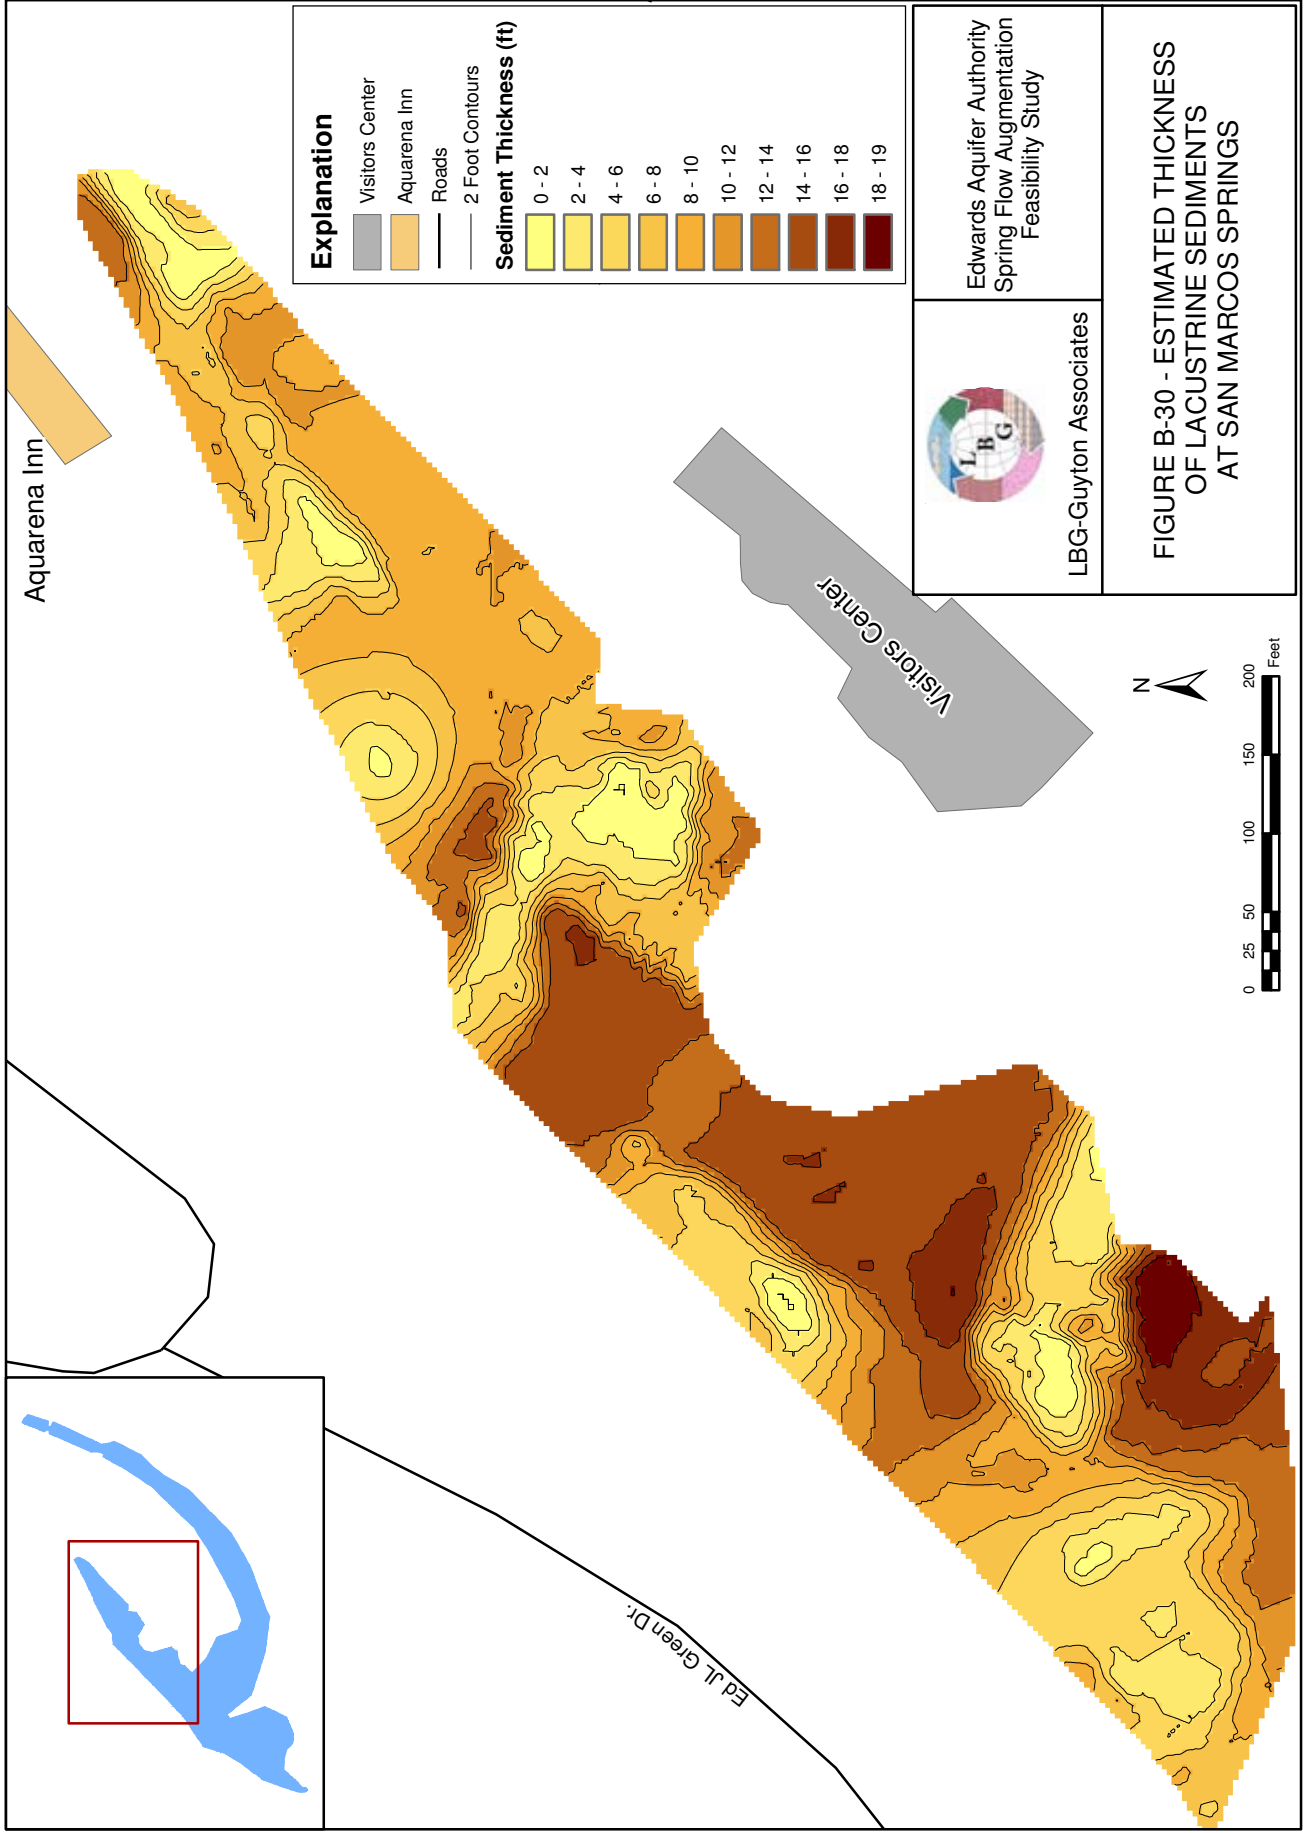 Aquarena Inn
Explanation
Visitors Center
Aquarena Inn
Roads
2 Foot Contours
Sediment Thickness (ft)
0 - 2
2 - 4
4 - 6
6 - 8
8 - 10
10 - 12
12 - 14
14 - 16
16 - 18
18 - 19
Visitors Center
Ed JL Green Dr.
N
0 25 50 100 150 200
Feet
L
B
G
LBG-Guyton Associates
Edwards Aquifer Authority
Spring Flow Augmentation
Feasibility Study
FIGURE B-30 - ESTIMATED THICKNESS
OF LACUSTRINE SEDIMENTS
AT SAN MARCOS SPRINGS